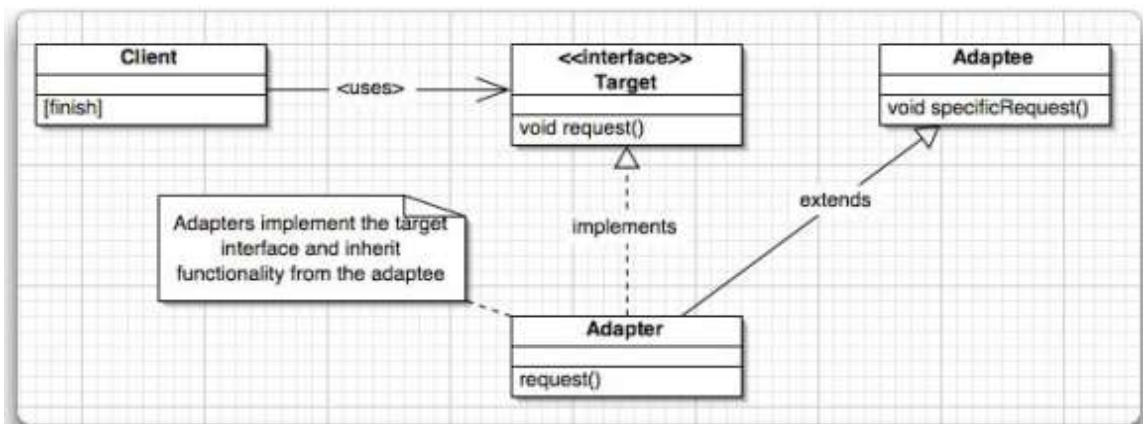 Client
[finish]
<uses>
<<interface>>
Target
void request()
Adaptee
void specificRequest()
Adapters implement the target
interface and inherit
functionality from the adaptee
implements
extends
Adapter
request()